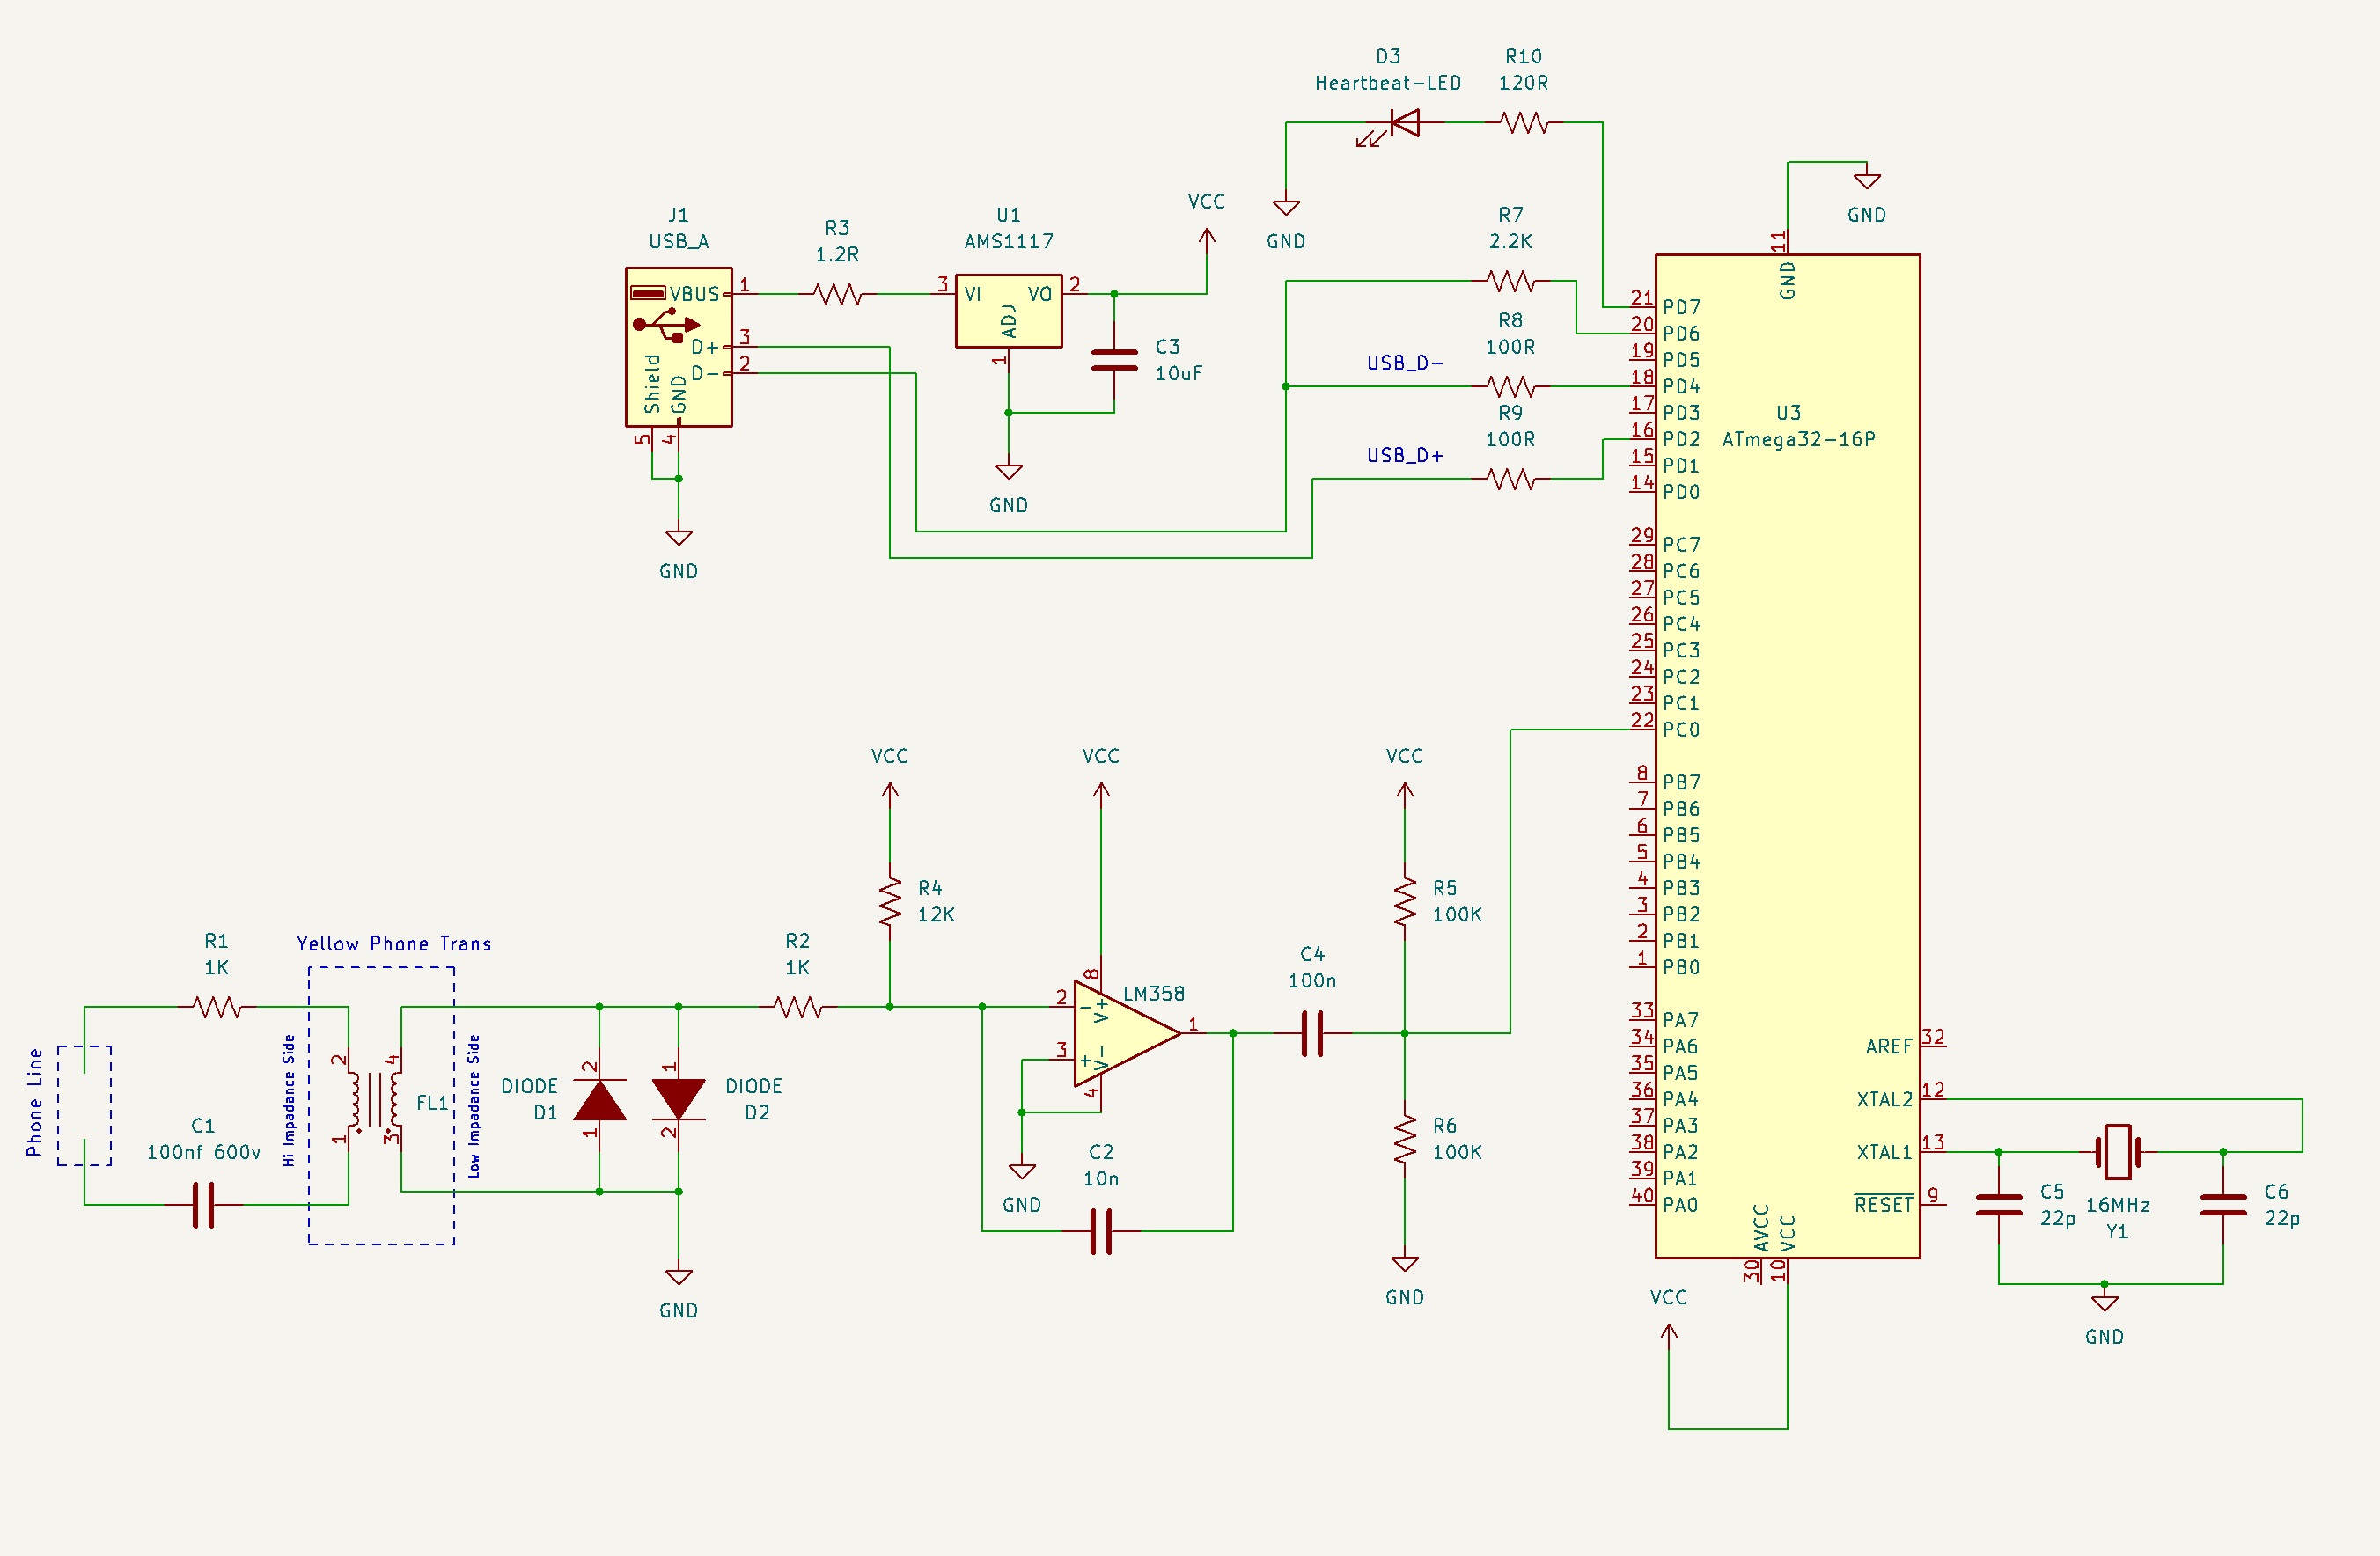 D3
Heartbeat-LED
R10
120R
GND
11
GND
GND
J1
USB_A
VBUS
1
D+
3
D-
2
Shield
GND
5
4
GND
R3
1.2R
U1
AMS1117
3
VI
VO
2
ADJ
1
GND
VCC
C3
10uF
GND
R7
2.2K
R8
100R
USB_D-
R9
100R
USB_D+
U3
ATmega32-16P
21 PD7
20 PD6
19 PD5
18 PD4
17 PD3
16 PD2
15 PD1
14 PD0
29 PC7
28 PC6
27 PC5
26 PC4
25 PC3
24 PC2
23 PC1
22 PC0
8 PB7
7 PB6
6 PB5
5 PB4
4 PB3
3 PB2
2 PB1
1 PB0
33 PA7
34 PA6
35 PA5
36 PA4
37 PA3
38 PA2
39 PA1
40 PA0
AREF 32
XTAL2 12
XTAL1 13
RESET 9
AVCC
VCC
30
10
VCC
C5
22p
16MHz
Y1
C6
22p
GND
Phone Line
R1
1K
C1
100nf 600v
Yellow Phone Trans
Hi Impadance Side
Low Impadance Side
2
1
4
3
FL1
DIODE
D1
2
1
DIODE
D2
1
2
GND
R2
1K
VCC
R4
12K
VCC
LM358
8
V+
2
-
3
+
V-
4
1
GND
C2
10n
C4
100n
VCC
R5
100K
R6
100K
GND